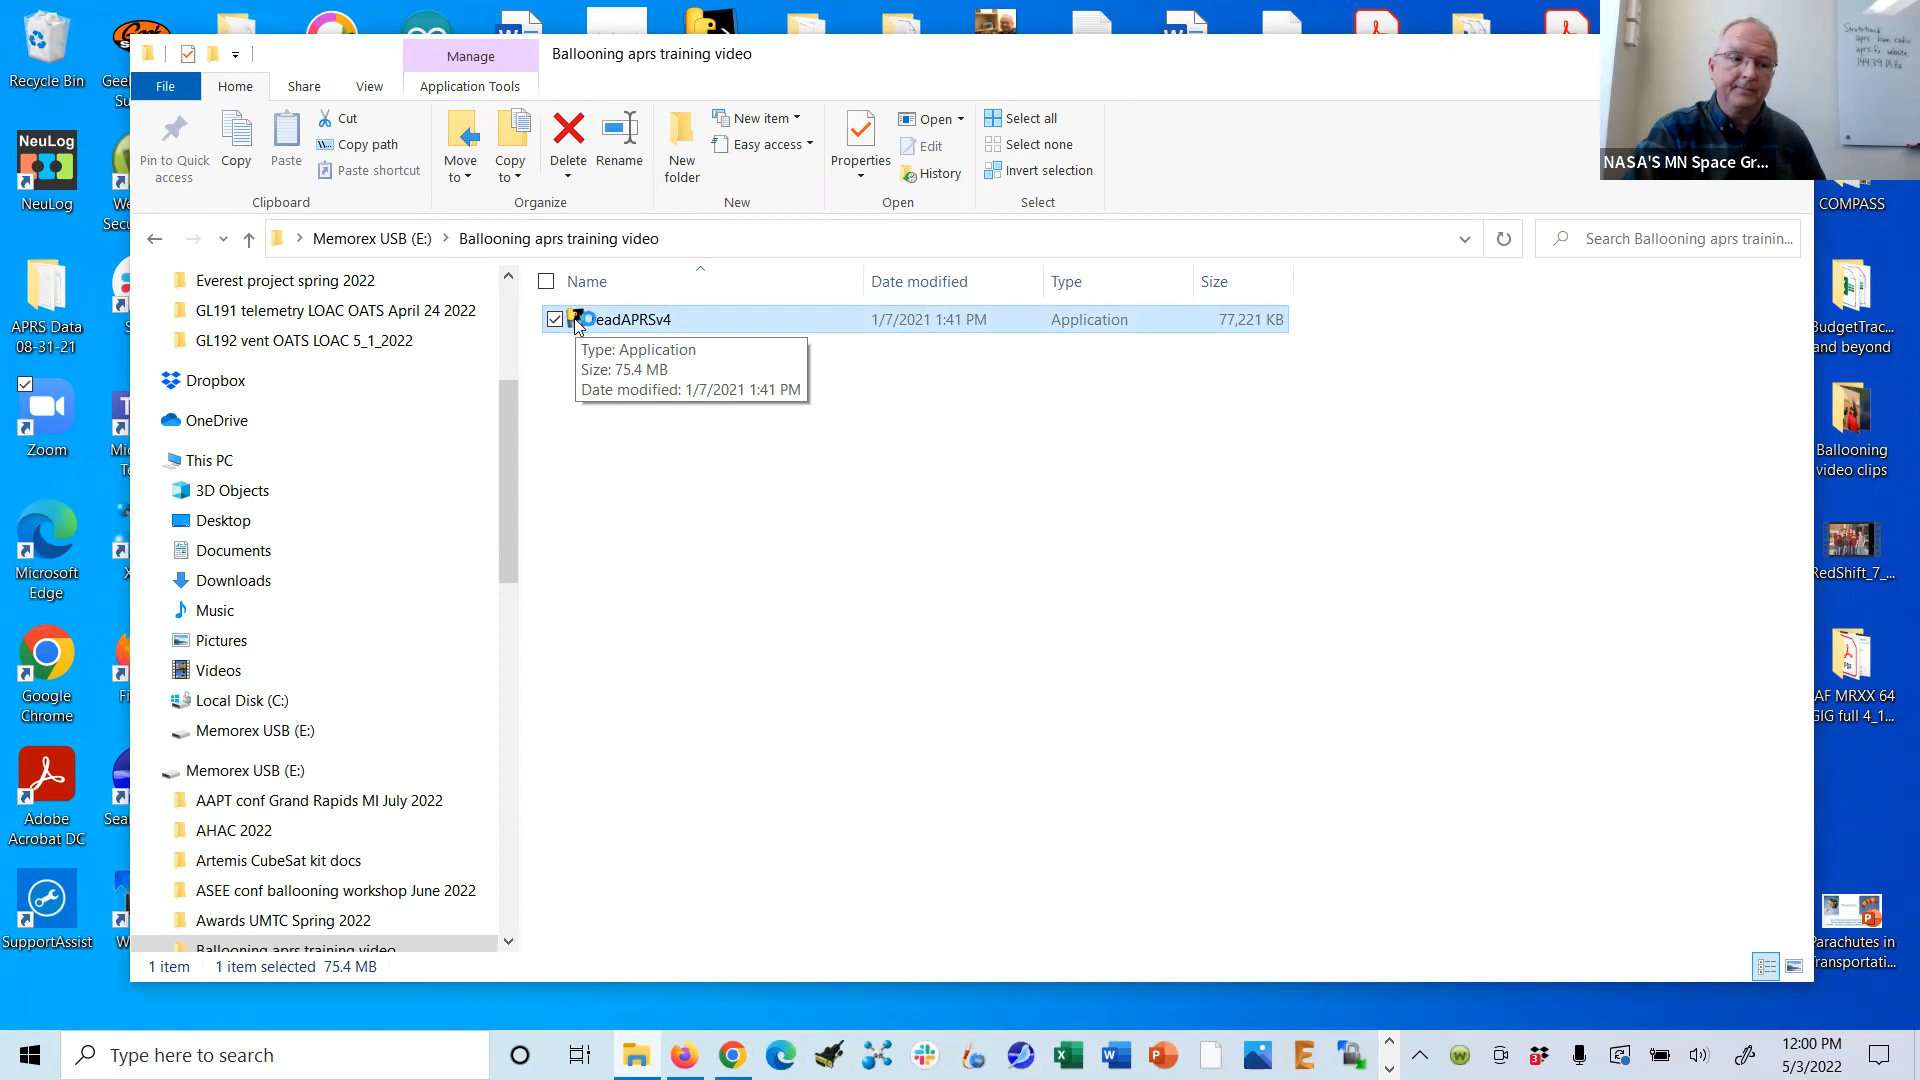 Recycle Bin
Manage
Ballooning aprs training video
File
Home
Share
View
Application Tools
Pin to Quick
access
Copy
Paste
Cut
Copy path
Paste shortcut
Clipboard
Move
to
Copy
to
Delete
Rename
Organize
New
folder
New item
Easy access
New
Properties
Open
Edit
History
Open
Select all
Select none
Invert selection
Select
NASA'S MN Space Gr...
aprs.fi website
Memorex USB (E:)
Ballooning aprs training video
Search Ballooning aprs trainin...
Everest project spring 2022
GL191 telemetry LOAC OATS April 24 2022
GL192 vent OATS LOAC 5_1_2022
Dropbox
OneDrive
This PC
3D Objects
Desktop
Documents
Downloads
Music
Pictures
Videos
Local Disk (C:)
Memorex USB (E:)
Memorex USB (E:)
AAPT conf Grand Rapids MI July 2022
AHAC 2022
Artemis CubeSat kit docs
ASEE conf ballooning workshop June 2022
Awards UMTC Spring 2022
Ballooning aprs training video
Name
Date modified
Type
Size
eadAPRSv4
1/7/2021 1:41 PM
Application
77,221 KB
Type: Application
Size: 75.4 MB
Date modified: 1/7/2021 1:41 PM
1 item
1 item selected
75.4 MB
NeuLog
NeuLog
APRS Data
08-31-21
Zoom
Microsoft
Edge
Google
Chrome
Adobe
Acrobat DC
SupportAssist
COMPASS
BudgetTrac...
and beyond
Ballooning
video clips
RedShift_7_...
PDF
AF MRXX 64
GIG full 4_1...
Parachutes in
Transportati...
Type here to search
12:00 PM
5/3/2022